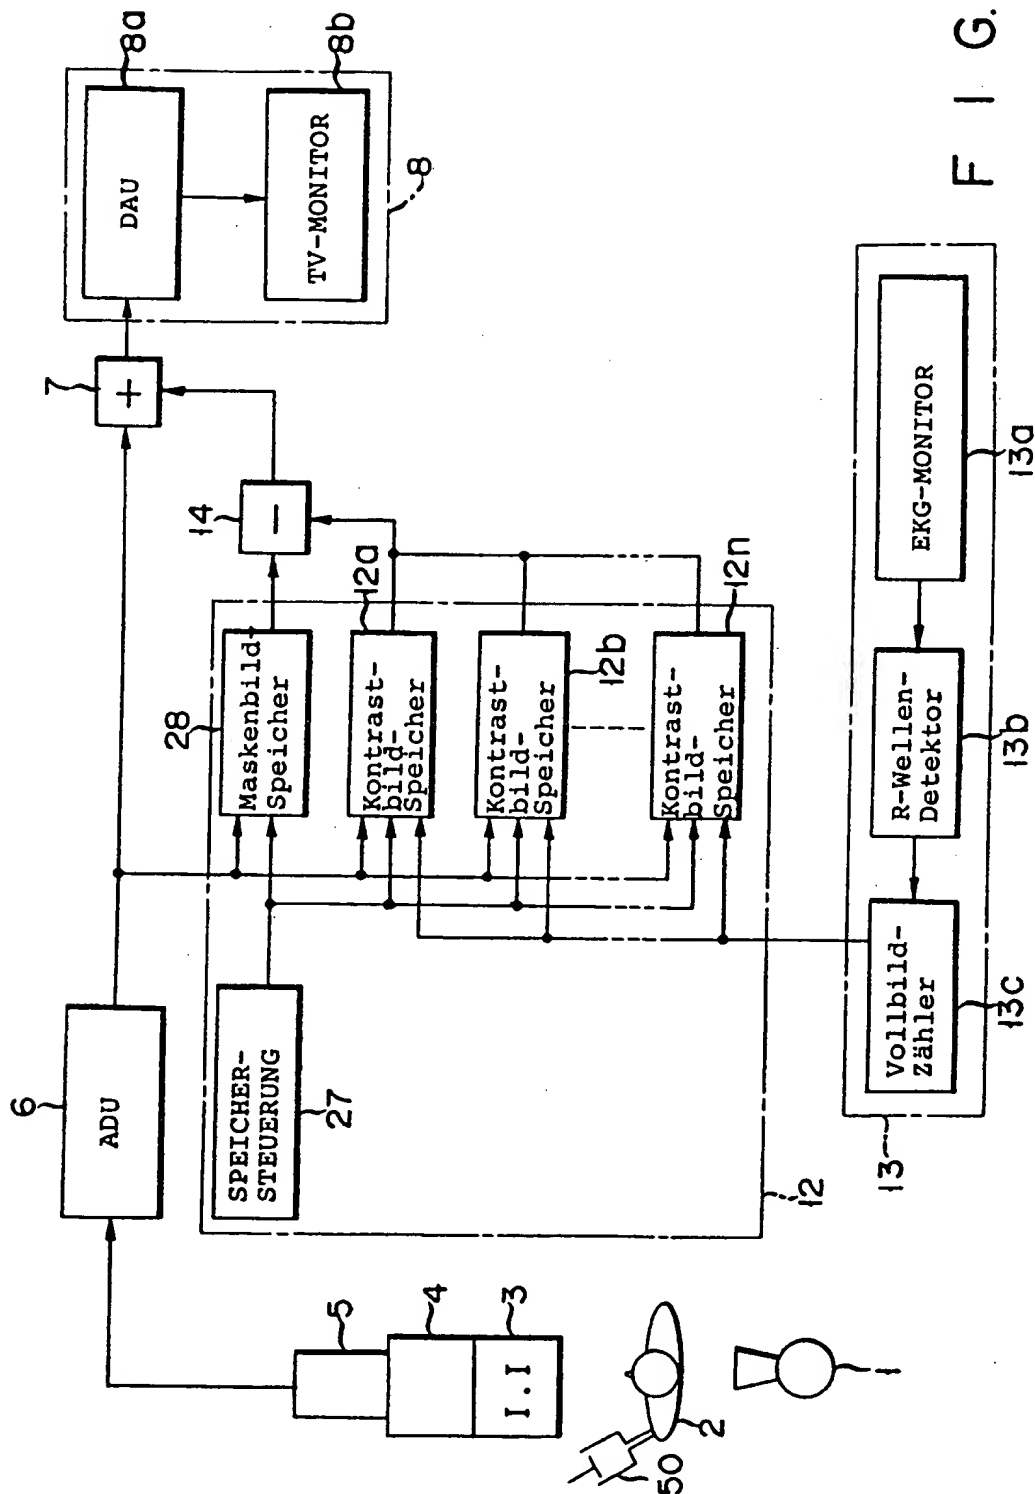 6
ADU
7
+
DAU
8a
TV-MONITOR
8b
8
14
−
5
4
3
I.I
50
2
1
SPEICHER-
STEUERUNG
27
28
Maskenbild-
Speicher
12a
Kontrast-
bild-
Speicher
12b
Kontrast-
bild-
Speicher
12n
Kontrast-
bild-
Speicher
12
13
Vollbild-
Zähler
13c
R-Wellen-
Detektor
13b
EKG-MONITOR
13a
F I G.